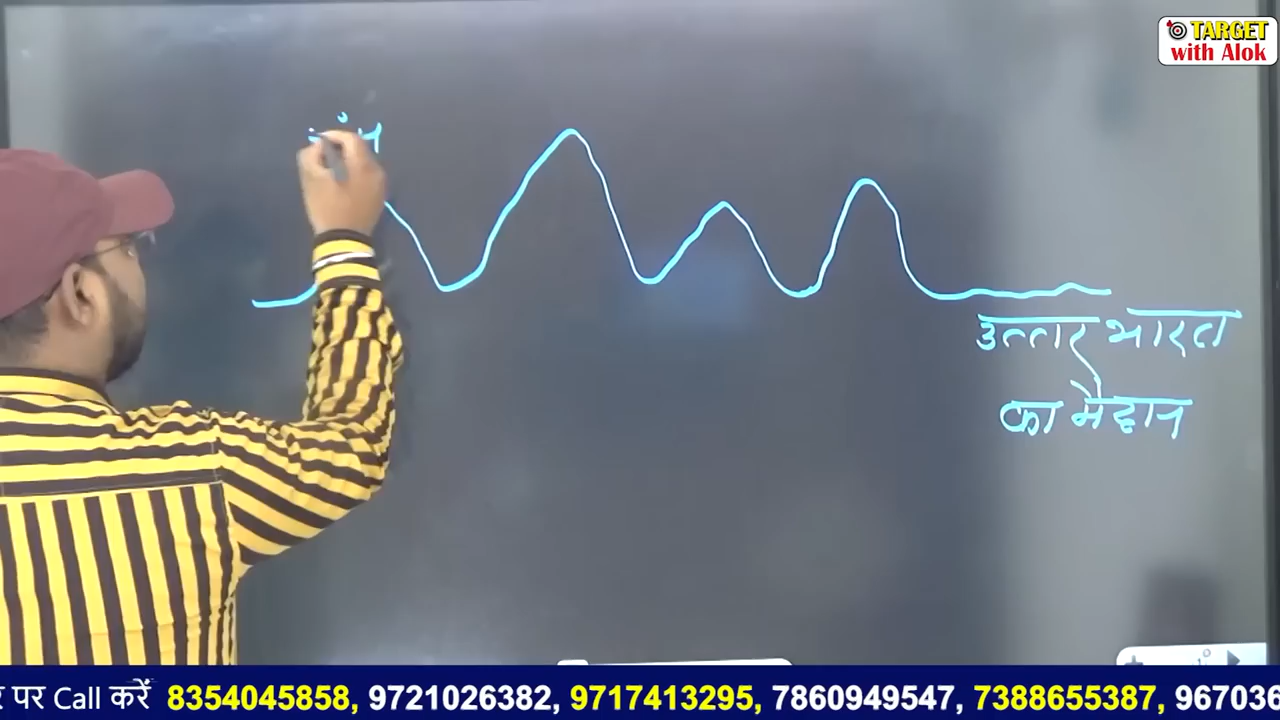 TARGET
with Alok
उत्तर भारत
का मैदान
पर Call करें 8354045858, 9721026382, 9717413295, 7860949547, 7388655387, 967036